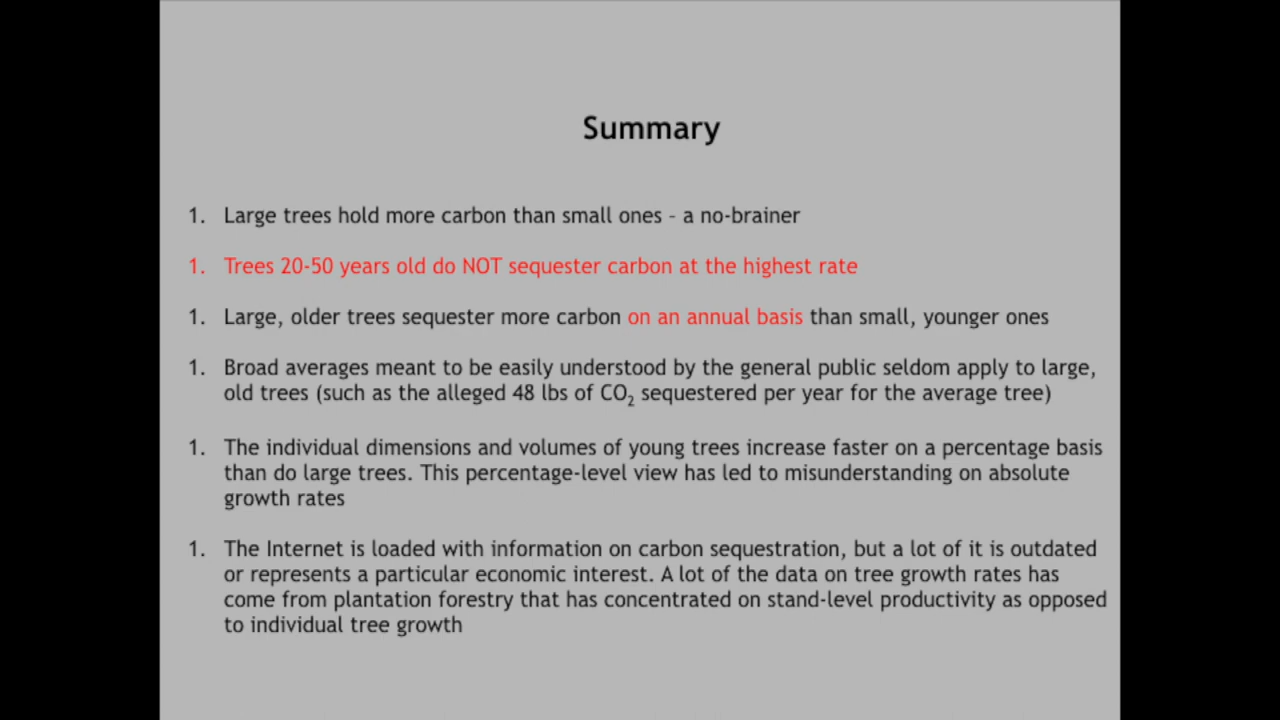 Summary
1. Large trees hold more carbon than small ones – a no-brainer
1. Trees 20-50 years old do NOT sequester carbon at the highest rate
1. Large, older trees sequester more carbon on an annual basis than small, younger ones
1. Broad averages meant to be easily understood by the general public seldom apply to large,
old trees (such as the alleged 48 lbs of CO₂ sequestered per year for the average tree)
1. The individual dimensions and volumes of young trees increase faster on a percentage basis
than do large trees. This percentage-level view has led to misunderstanding on absolute
growth rates
1. The Internet is loaded with information on carbon sequestration, but a lot of it is outdated
or represents a particular economic interest. A lot of the data on tree growth rates has
come from plantation forestry that has concentrated on stand-level productivity as opposed
to individual tree growth